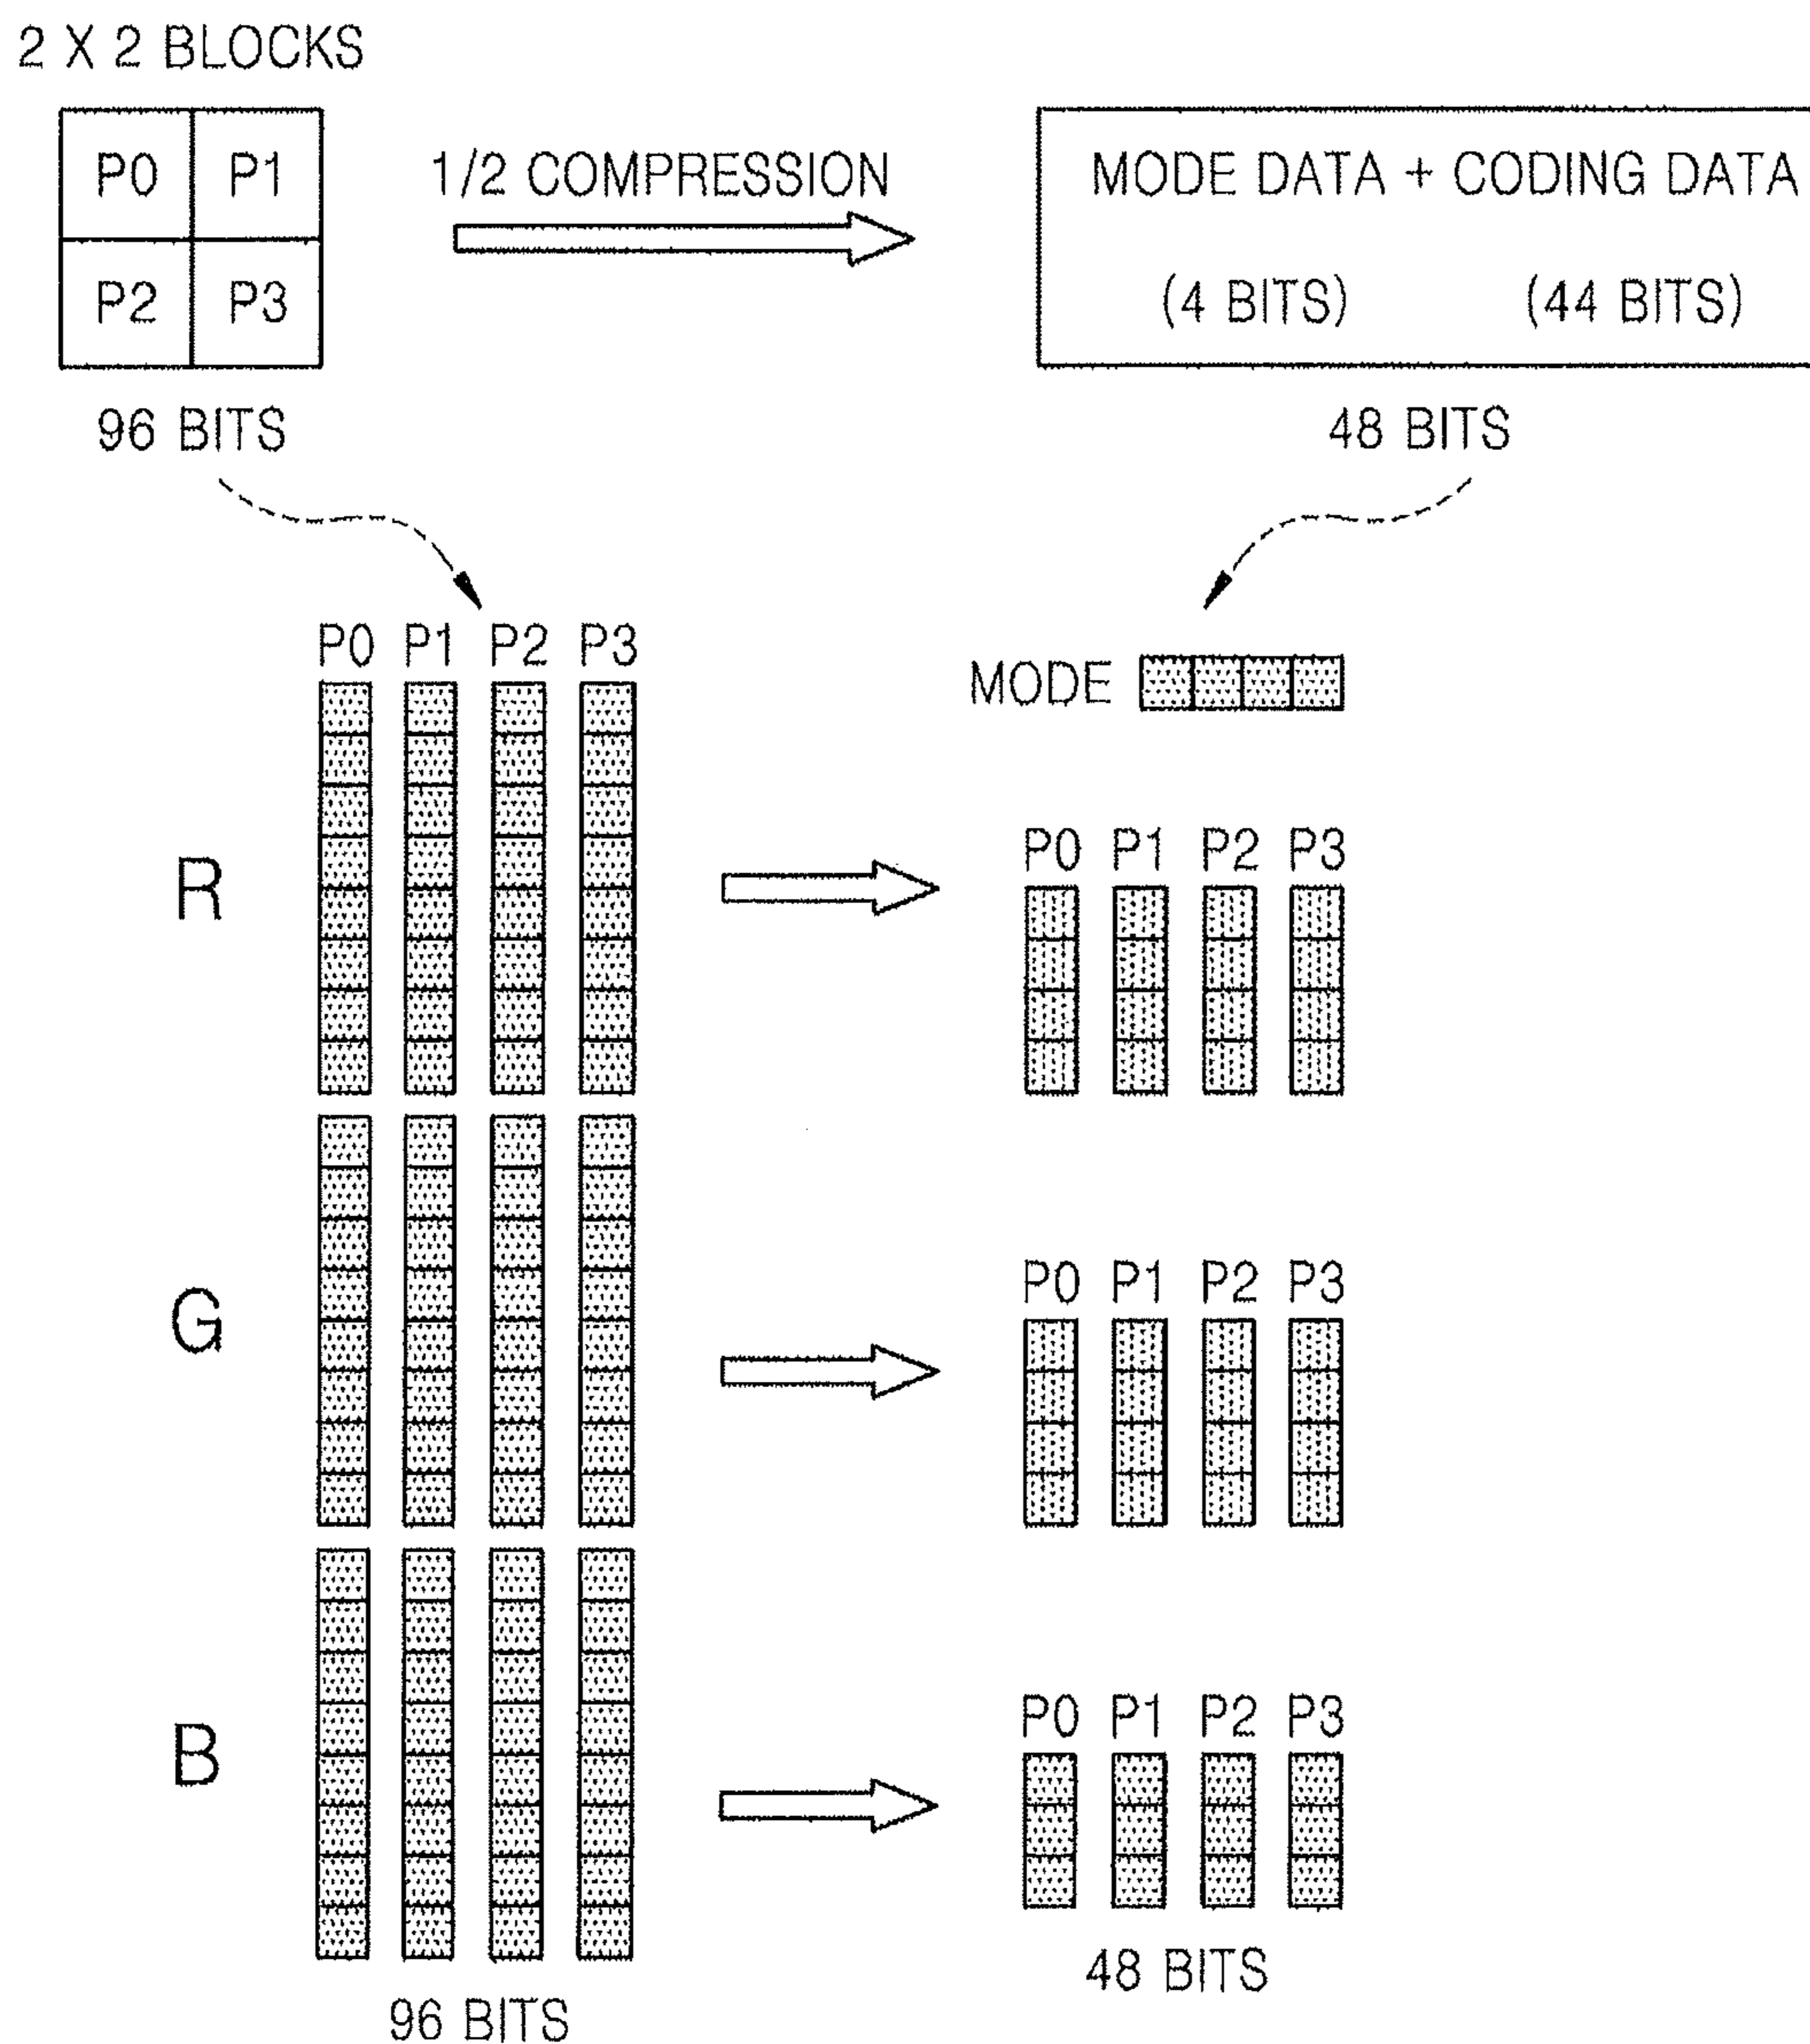 2 X 2 BLOCKS
P0 P1
P2 P3
96 BITS
1/2 COMPRESSION
MODE DATA + CODING DATA
(4 BITS) (44 BITS)
48 BITS
P0 P1 P2 P3
MODE
R
P0 P1 P2 P3
G
P0 P1 P2 P3
B
P0 P1 P2 P3
96 BITS
48 BITS